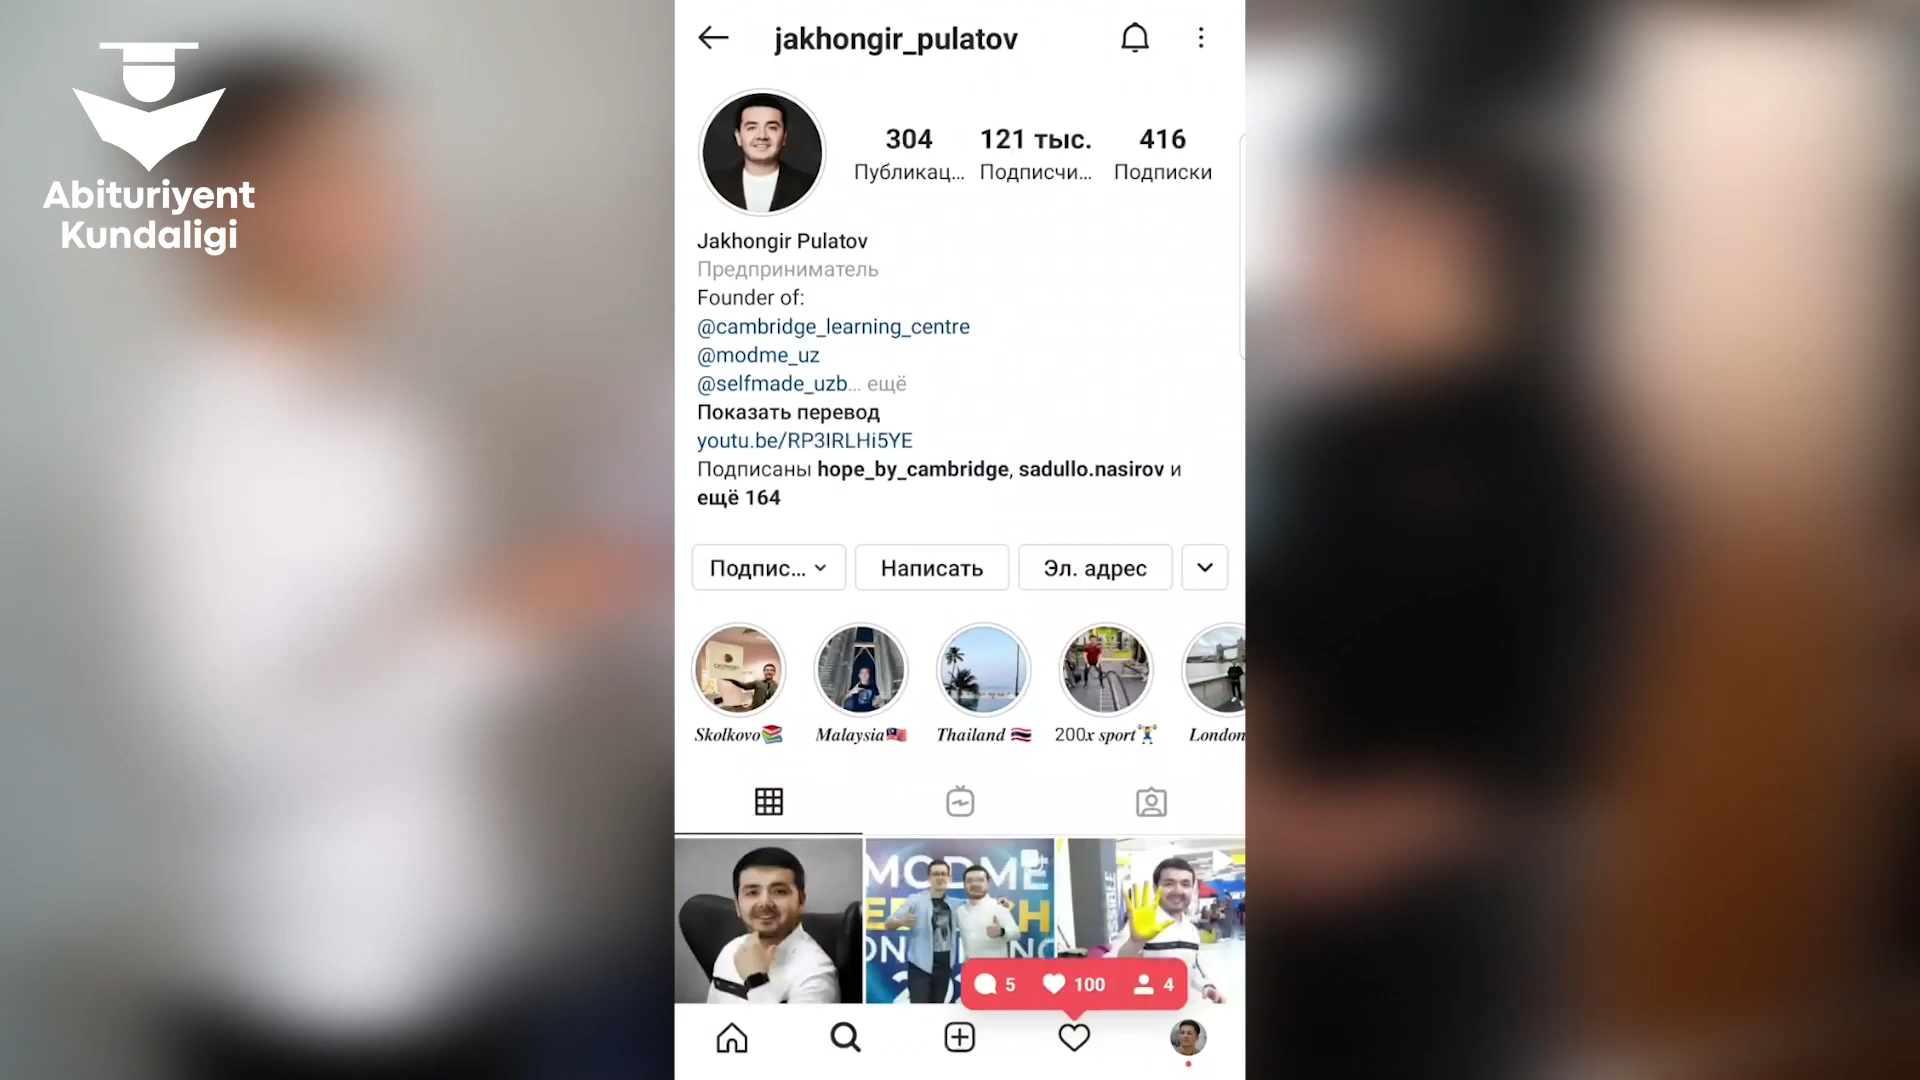 Abituriyent
Kundaligi
jakhongir_pulatov
304
121 тыс.
416
Публикац...
Подписчи...
Подписки
Jakhongir Pulatov
Предприниматель
Founder of:
@cambridge_learning_centre
@modme_uz
@selfmade_uzb... ещё
Показать перевод
youtu.be/RP3IRLHi5YE
Подписаны hope_by_cambridge, sadullo.nasirov и
ещё 164
Подпис...
Написать
Эл. адрес
Skolkovo📚
Malaysia🇲🇾
Thailand 🇹🇭
200x sport🏋
London
MODME
5
100
4